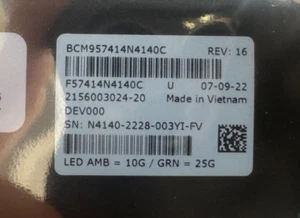 BCM957414N4140C REV: 16
F57414N4140C U 07-09-22
2156003024-20 Made in Vietnam
DEV000
SN: N4140-2228-003YI-FV
LED AMB = 10G / GRN = 25G